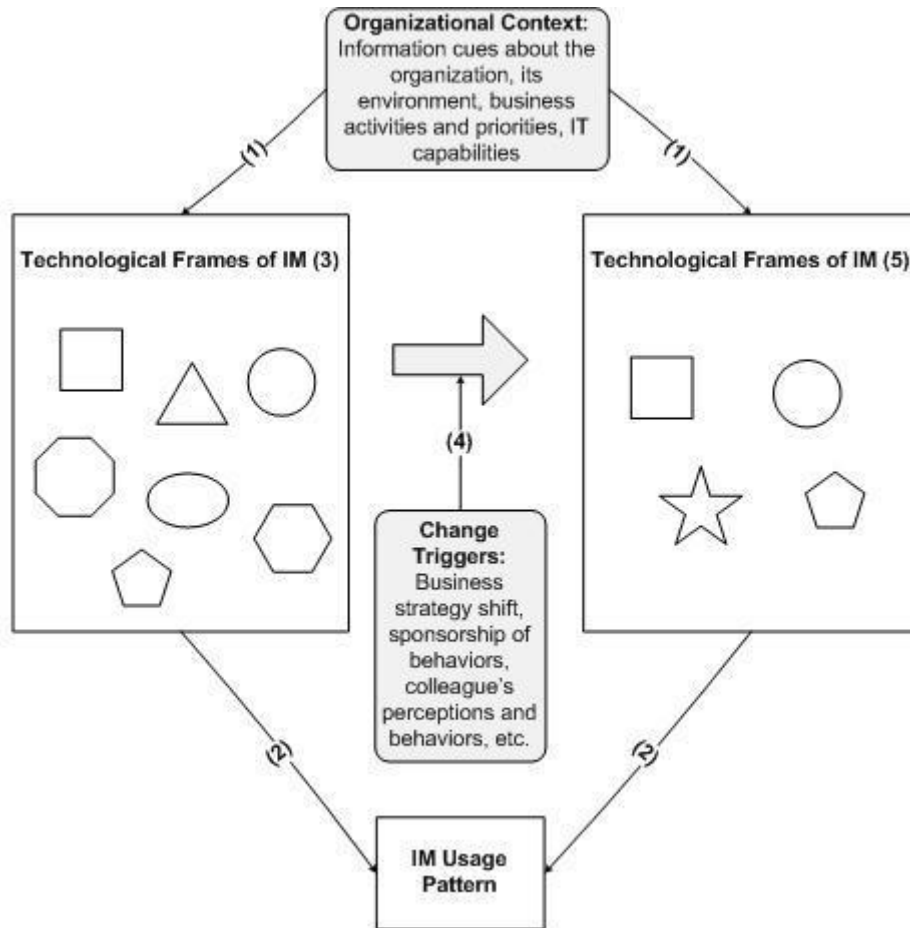 Organizational Context:
Information cues about the
organization, its
environment, business
activities and priorities, IT
capabilities
(1)
(1)
Technological Frames of IM (3)
Technological Frames of IM (5)
(4)
Change
Triggers:
Business
strategy shift,
sponsorship of
behaviors,
colleague's
perceptions and
behaviors, etc.
(2)
(2)
IM Usage
Pattern